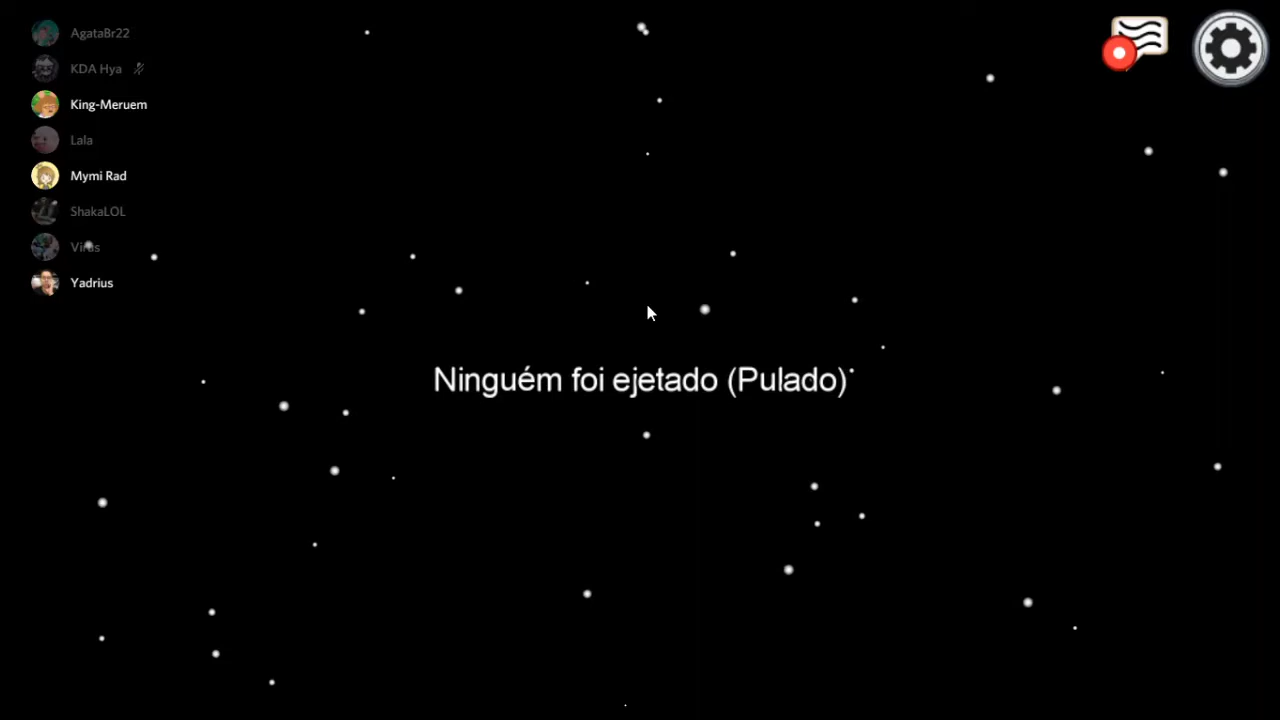 AgataBr22
KDA Hya
King-Meruem
Lala
Mymi Rad
ShakaLOL
Virus
Yadrius
Ninguém foi ejetado (Pulado)